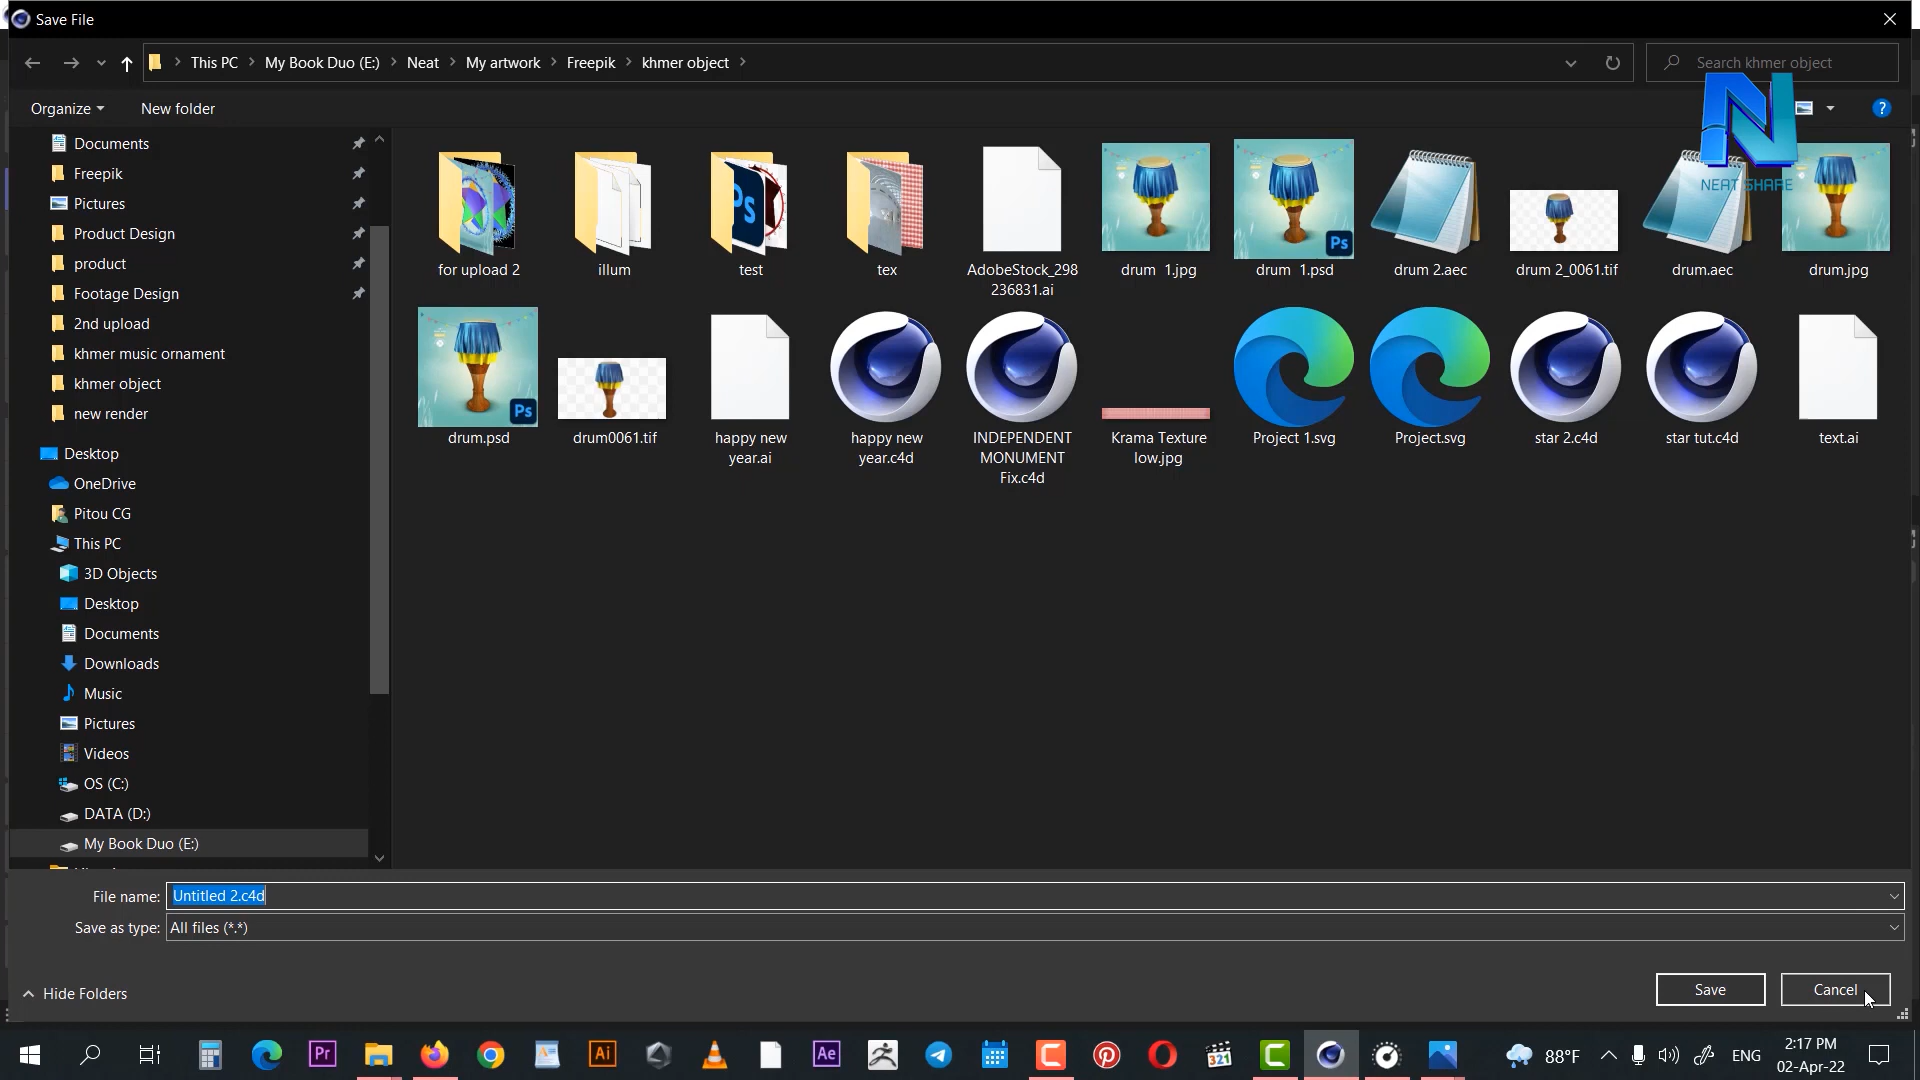 Save File
This PC > My Book Duo (E:) > Neat > My artwork > Freepik > khmer object >
Search khmer object
Organize
New folder
NEAT SHARE
Documents
Freepik
Pictures
Product Design
product
Footage Design
2nd upload
khmer music ornament
khmer object
new render
Desktop
OneDrive
Pitou CG
This PC
3D Objects
Desktop
Documents
Downloads
Music
Pictures
Videos
OS (C:)
DATA (D:)
My Book Duo (E:)
for upload 2
illum
test
tex
AdobeStock_298
236831.ai
drum 1.jpg
Ps
drum 1.psd
drum 2.aec
drum 2_0061.tif
drum.aec
drum.jpg
Ps
drum.psd
drum0061.tif
happy new
year.ai
happy new
year.c4d
INDEPENDENT
MONUMENT
Fix.c4d
Krama Texture
low.jpg
Project 1.svg
Project.svg
star 2.c4d
star tut.c4d
text.ai
File name: Untitled 2.c4d
Save as type: All files (*.*)
Hide Folders
Save
Cancel
Pr
Ai
Ae
321
88°F
ENG
2:17 PM
02-Apr-22